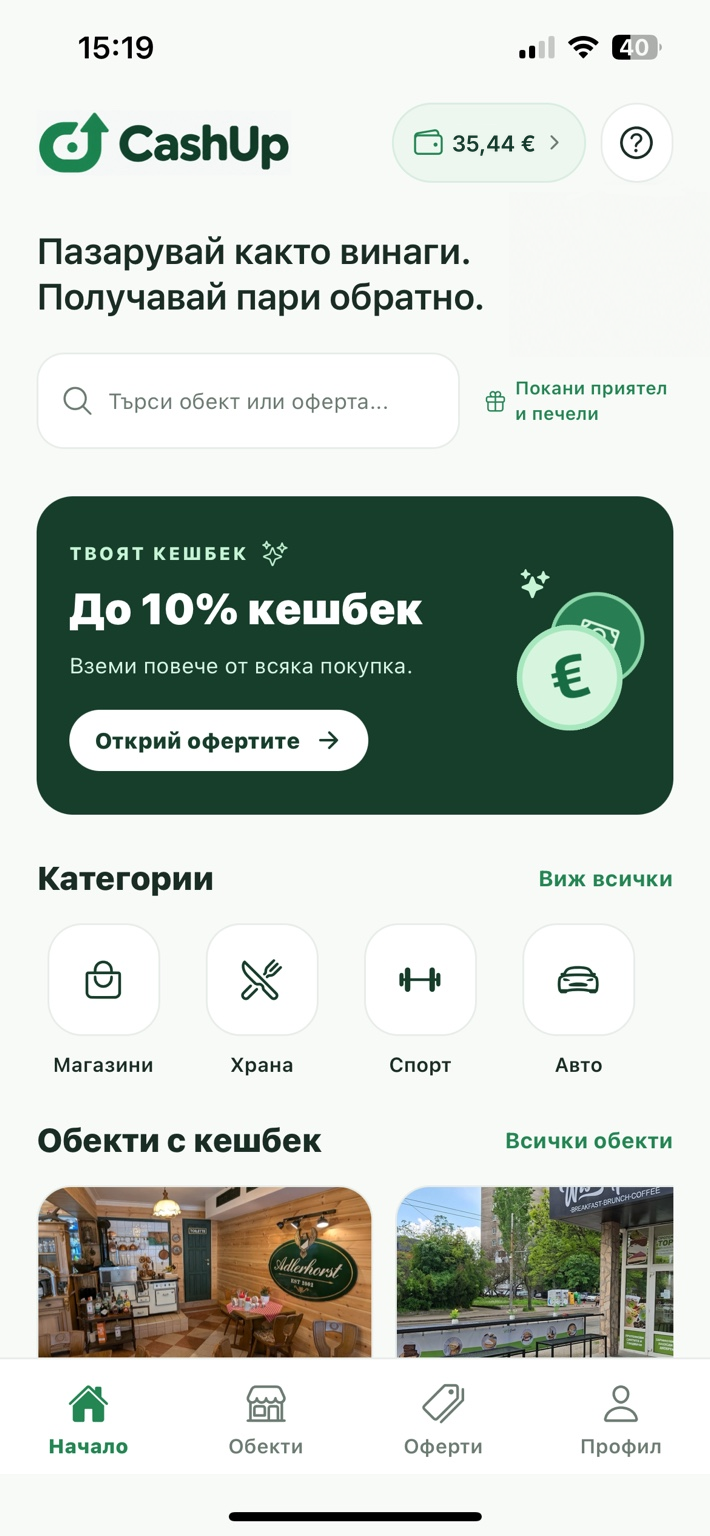 15:19
40
CashUp
35,44 €
Пазарувай както винаги.
Получавай пари обратно.
Търси обект или оферта...
Покани приятел
и печели
ТВОЯТ КЕШБЕК
До 10% кешбек
Вземи повече от всяка покупка.
€
Открий офертите
Категории
Виж всички
Магазини
Храна
Спорт
Авто
Обекти с кешбек
Всички обекти
Adlerhorst
EST 2003
-BREAKFAST-BRUNCH-COFFEE
Начало
Обекти
Оферти
Профил